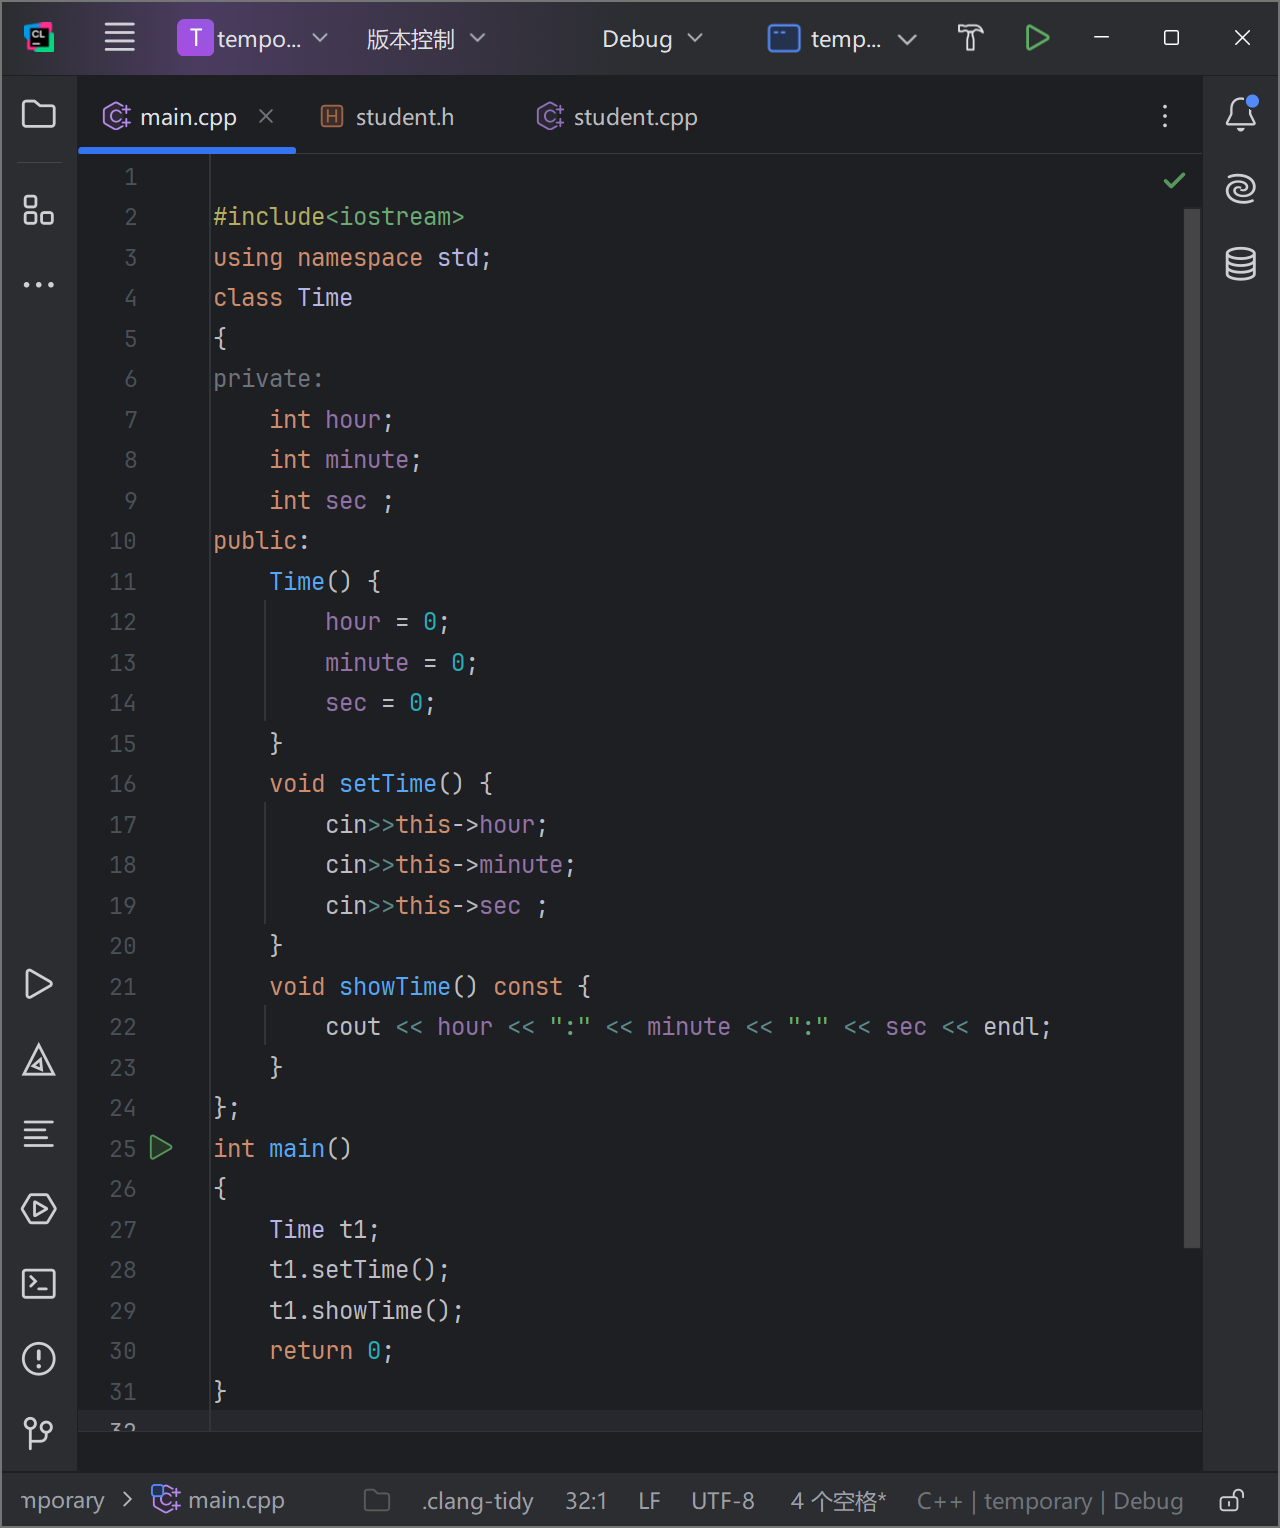 CL
T tempo... 版本控制 Debug temp...
main.cpp student.h student.cpp
1
2 #include<iostream>
3 using namespace std;
4 class Time
5 {
6 private:
7 int hour;
8 int minute;
9 int sec ;
10 public:
11 Time() {
12 hour = 0;
13 minute = 0;
14 sec = 0;
15 }
16 void setTime() {
17 cin>>this->hour;
18 cin>>this->minute;
19 cin>>this->sec ;
20 }
21 void showTime() const {
22 cout << hour << ":" << minute << ":" << sec << endl;
23 }
24 };
25 int main()
26 {
27 Time t1;
28 t1.setTime();
29 t1.showTime();
30 return 0;
31 }
32
mporary > main.cpp .clang-tidy 32:1 LF UTF-8 4 个空格* C++ | temporary | Debug